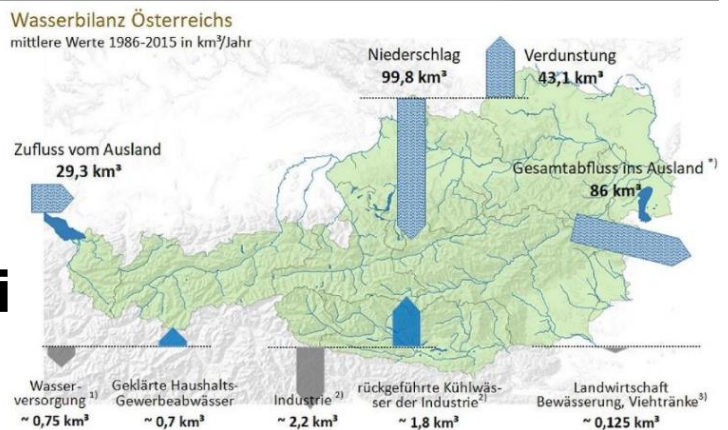 Wasserbilanz Österreichs
mittlere Werte 1986-2015 in km³/Jahr
Niederschlag
99,8 km³
Verdunstung
43,1 km³
Zufluss vom Ausland
29,3 km³
Gesamtabfluss ins Ausland *)
86 km³
i
Wasser-
versorgung 1)
~ 0,75 km³
Geklärte Haushalts-
Gewerbeabwässer
~ 0,7 km³
Industrie 2)
~ 2,2 km³
rückgeführte Kühlwäs-
ser der Industrie 2)
~ 1,8 km³
Landwirtschaft
Bewässerung, Viehtränke 3)
~ 0,125 km³